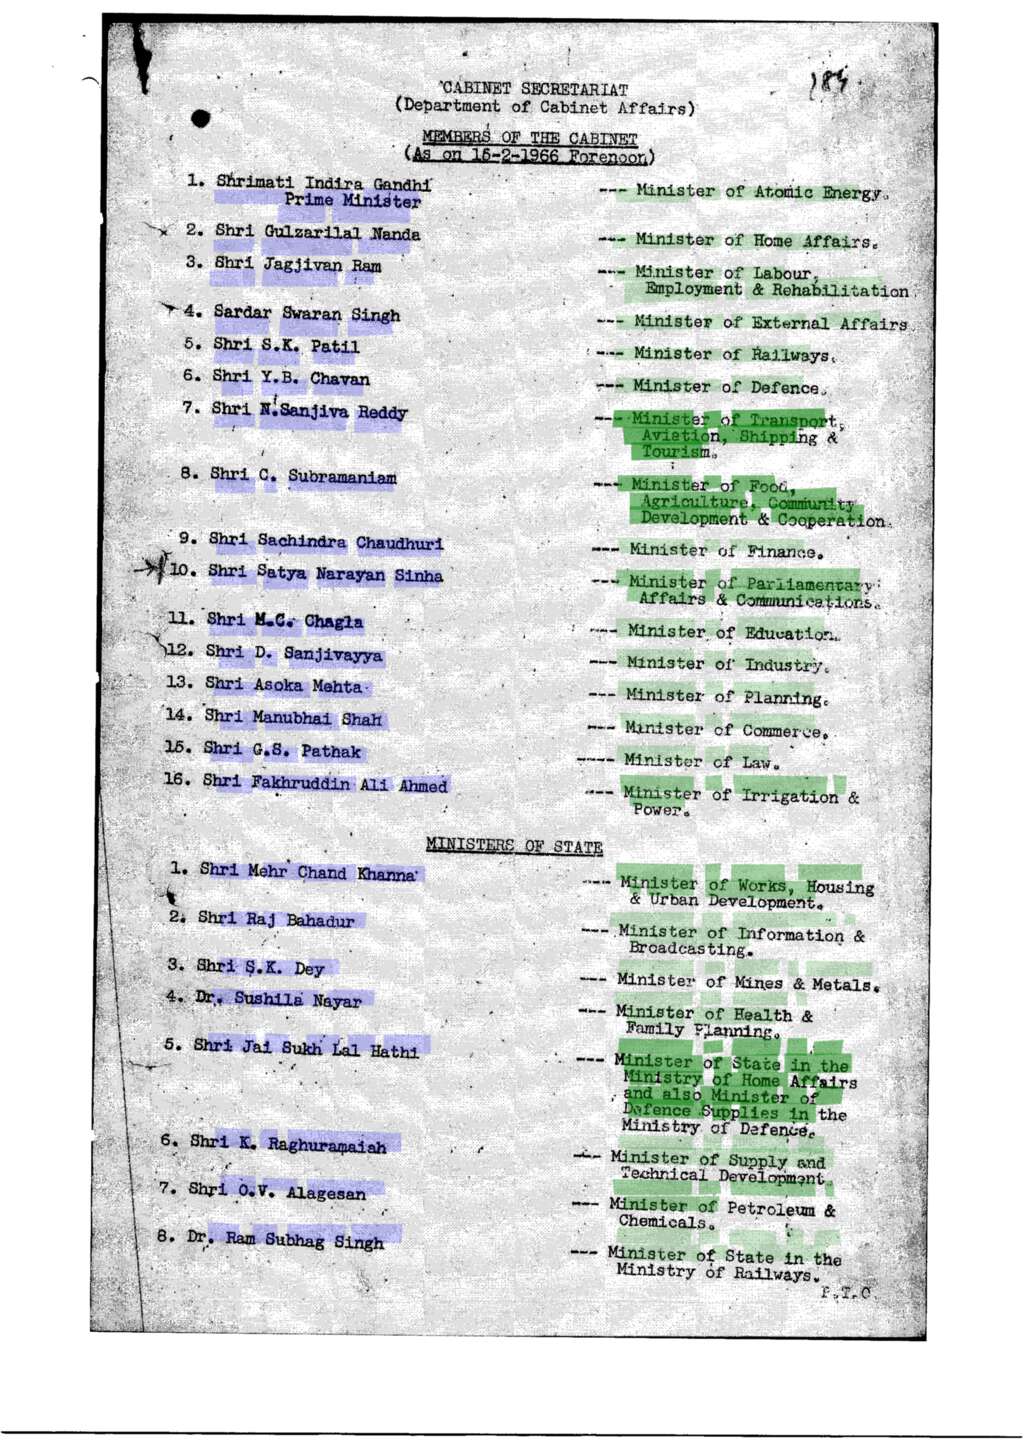 184
CABINET SECRETARIAT
(Department of Cabinet Affairs)
MEMBERS OF THE CABINET
(As on 15-2-1966 Forenoon)
1. Shrimati Indira Gandhi --- Minister of Atomic Energy.
Prime Minister
2. Shri Gulzarilal Nanda --- Minister of Home Affairs.
3. Shri Jagjivan Ram --- Minister of Labour,
Employment & Rehabilitation.
4. Sardar Swaran Singh --- Minister of External Affairs.
5. Shri S.K. Patil --- Minister of Railways.
6. Shri Y.B. Chavan --- Minister of Defence.
7. Shri N.Sanjiva Reddy --- Minister of Transport,
Aviation, Shipping &
Tourism.
8. Shri C. Subramaniam --- Minister of Food,
Agriculture, Community
Development & Cooperation.
9. Shri Sachindra Chaudhuri --- Minister of Finance.
10. Shri Satya Narayan Sinha --- Minister of Parliamentary
Affairs & Communications.
11. Shri M.C. Chagla --- Minister of Education.
12. Shri D. Sanjivayya --- Minister of Industry.
13. Shri Asoka Mehta --- Minister of Planning.
14. Shri Manubhai Shah --- Minister of Commerce.
15. Shri G.S. Pathak ---- Minister of Law.
16. Shri Fakhruddin Ali Ahmed --- Minister of Irrigation &
Power.
MINISTERS OF STATE
1. Shri Mehr Chand Khanna --- Minister of Works, Housing
& Urban Development.
2. Shri Raj Bahadur --- Minister of Information &
Broadcasting.
3. Shri S.K. Dey --- Minister of Mines & Metals.
4. Dr. Sushila Nayar --- Minister of Health &
Family Planning.
5. Shri Jai Sukh Lal Hathi --- Minister of State in the
Ministry of Home Affairs
and also Minister of
Defence Supplies in the
Ministry of Defence.
6. Shri K. Raghuramaiah --- Minister of Supply and
Technical Development.
7. Shri O.V. Alagesan --- Minister of Petroleum &
Chemicals.
8. Dr. Ram Subhag Singh --- Minister of State in the
Ministry of Railways.
P.T.O.